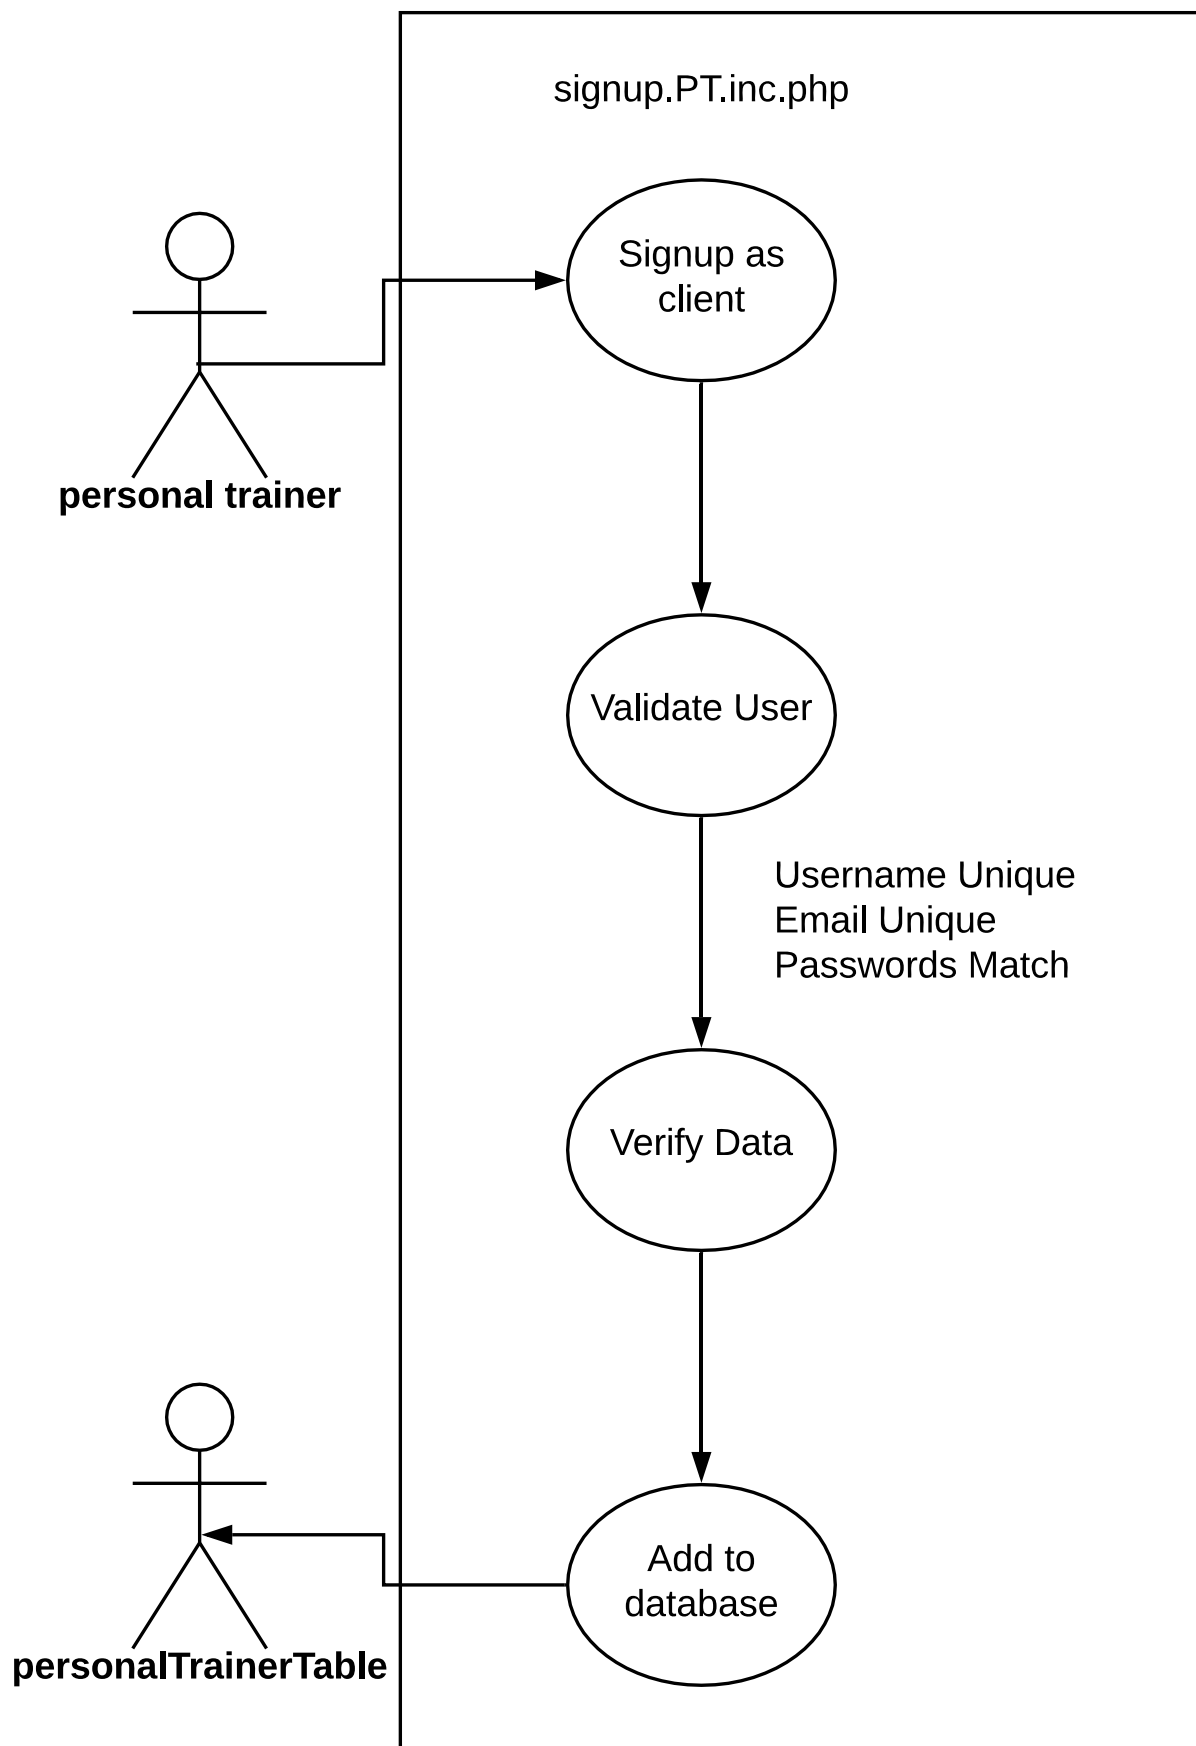 signup.PT.inc.php
Signup as
client
personal trainer
Validate User
Username Unique
Email Unique
Passwords Match
Verify Data
Add to
database
personalTrainerTable